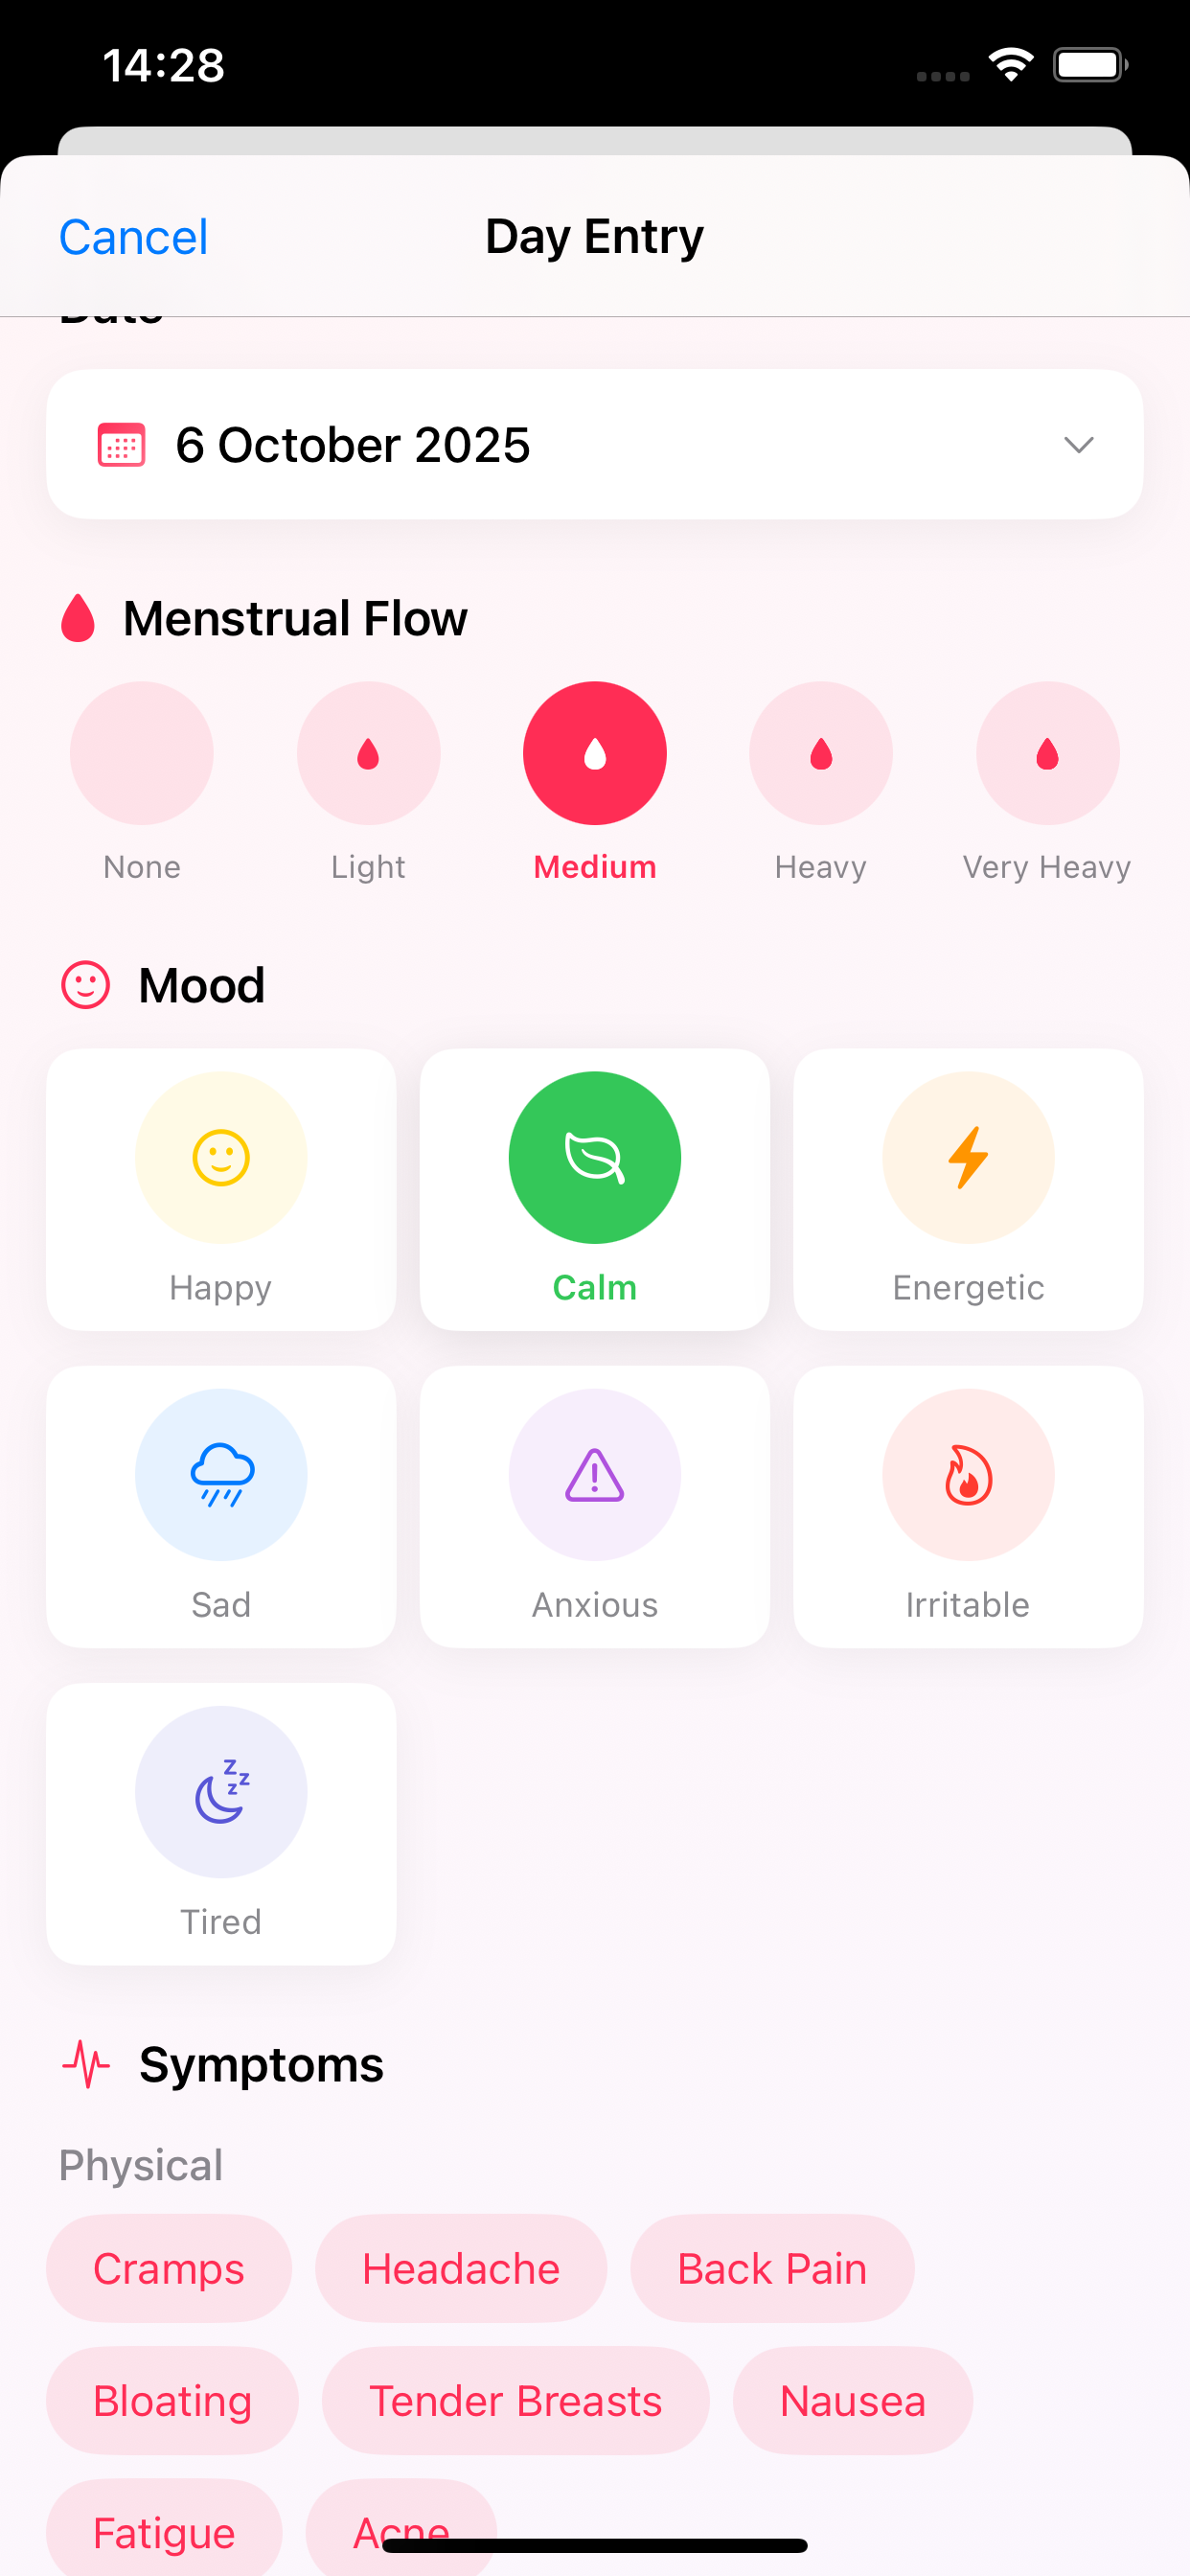 14:28
Cancel
Day Entry
Date
6 October 2025
Menstrual Flow
None
Light
Medium
Heavy
Very Heavy
Mood
Happy
Calm
Energetic
Sad
Anxious
Irritable
z z z
Tired
Symptoms
Physical
Cramps
Headache
Back Pain
Bloating
Tender Breasts
Nausea
Fatigue
Acne